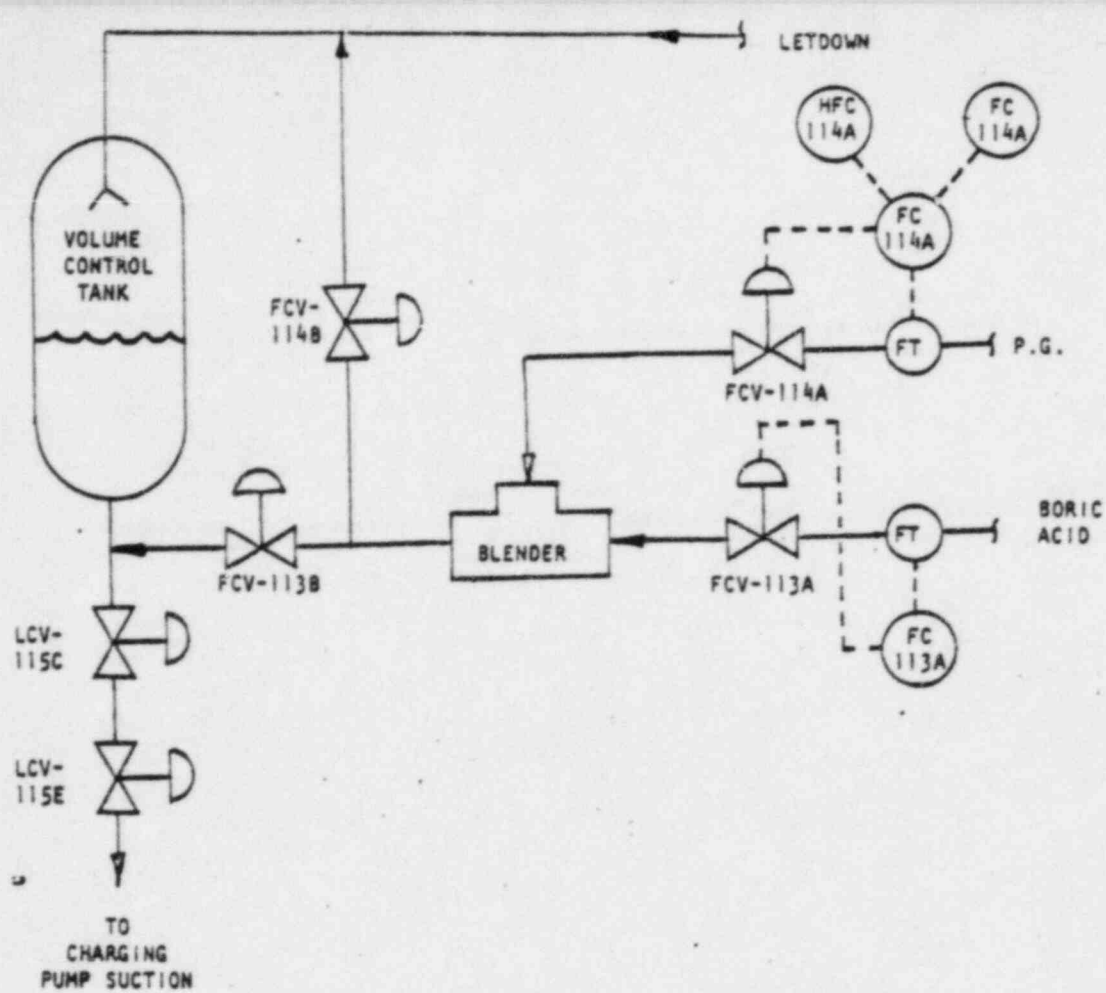 LETDOWN
HFC
114A
FC
114A
FC
114A
VOLUME
CONTROL
TANK
FCV-
114B
FT
P.G.
FCV-114A
BORIC
ACID
FT
BLENDER
FCV-113B
FCV-113A
LCV-
115C
FC
113A
LCV-
115E
TO
CHARGING
PUMP SUCTION